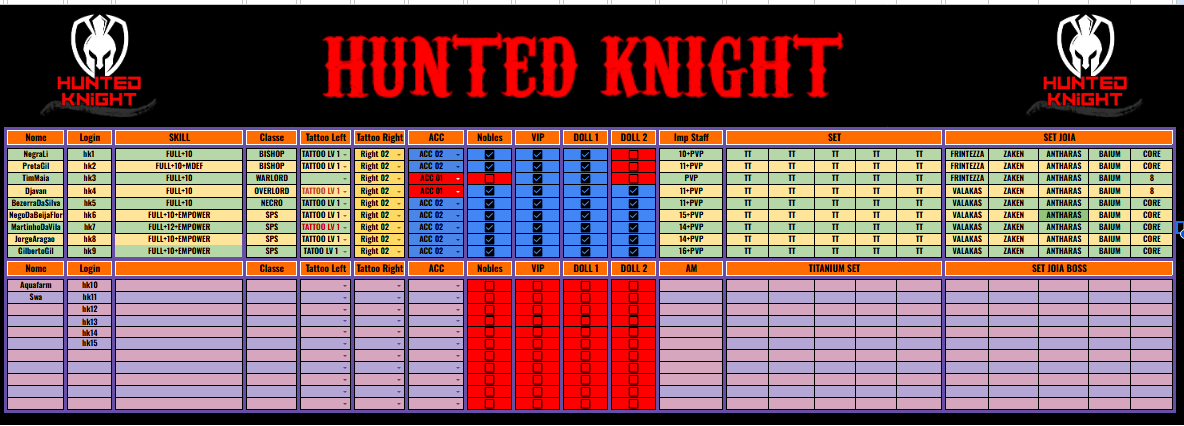 HUNTED KNIGHT
HUNTED KNIGHT
HUNTED KNIGHT
Nome Login SKILL Classe Tattoo Left Tattoo Right ACC Nobles VIP DOLL 1 DOLL 2 Imp Staff SET SET JOIA
NegraLi hk1 FULL+10 BISHOP TATTOO LV 1 Right 02 ACC 02 10+PVP TT TT TT TT TT FRINTEZZA ZAKEN ANTHARAS BAIUM CORE
PretaGil hk2 FULL+10+MDEF BISHOP TATTOO LV 1 Right 02 ACC 02 11+PVP TT TT TT TT TT FRINTEZZA ZAKEN ANTHARAS BAIUM CORE
TimMaia hk3 FULL+10 WARLORD Right 02 ACC 01 PVP TT TT TT TT TT FRINTEZZA ZAKEN ANTHARAS BAIUM 8
Djavan hk4 FULL+10 OVERLORD TATTOO LV 1 Right 02 ACC 01 11+PVP TT TT TT TT TT VALAKAS ZAKEN ANTHARAS BAIUM 8
BezerraDaSilva hk5 FULL+10 NECRO TATTOO LV 1 Right 02 ACC 02 11+PVP TT TT TT TT TT VALAKAS ZAKEN ANTHARAS BAIUM CORE
NegoDaBeijaFlor hk6 FULL+10+EMPOWER SPS TATTOO LV 1 Right 02 ACC 02 15+PVP TT TT TT TT TT VALAKAS ZAKEN ANTHARAS BAIUM CORE
MartinhoDaVila hk7 FULL+12+EMPOWER SPS TATTOO LV 1 Right 02 ACC 02 14+PVP TT TT TT TT TT VALAKAS ZAKEN ANTHARAS BAIUM CORE
JorgeAragao hk8 FULL+10+EMPOWER SPS TATTOO LV 1 Right 02 ACC 02 14+PVP TT TT TT TT TT VALAKAS ZAKEN ANTHARAS BAIUM CORE
GilbertoGil hk9 FULL+10+EMPOWER SPS TATOO LV 1 Right 02 ACC 02 16+PVP TT TT TT TT TT VALAKAS ZAKEN ANTHARAS BAIUM CORE
Nome Login Classe Tattoo Left Tattoo Right ACC Nobles VIP DOLL 1 DOLL 2 AM TITANIUM SET SET JOIA BOSS
Aquafarm hk10
Swa hk11
hk12
hk13
hk14
hk15